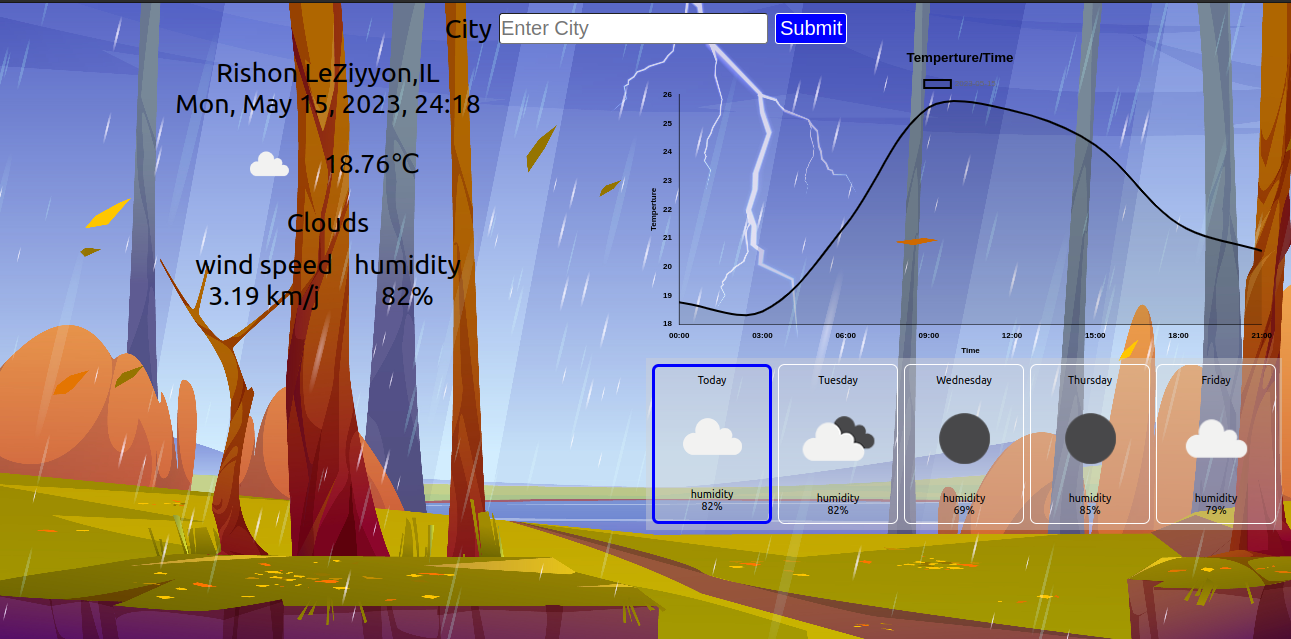 City Enter City Submit
Rishon LeZiyyon,IL
Mon, May 15, 2023, 24:18
18.76℃
Clouds
wind speed humidity
3.19 km/j 82%
Temperture/Time
26
25
24
23
22
21
20
19
18
Temperture
00:00 03:00 06:00 09:00 12:00 15:00 18:00 21:00
Time
Today Tuesday Wednesday Thursday Friday
humidity humidity humidity humidity humidity
82% 82% 69% 85% 79%